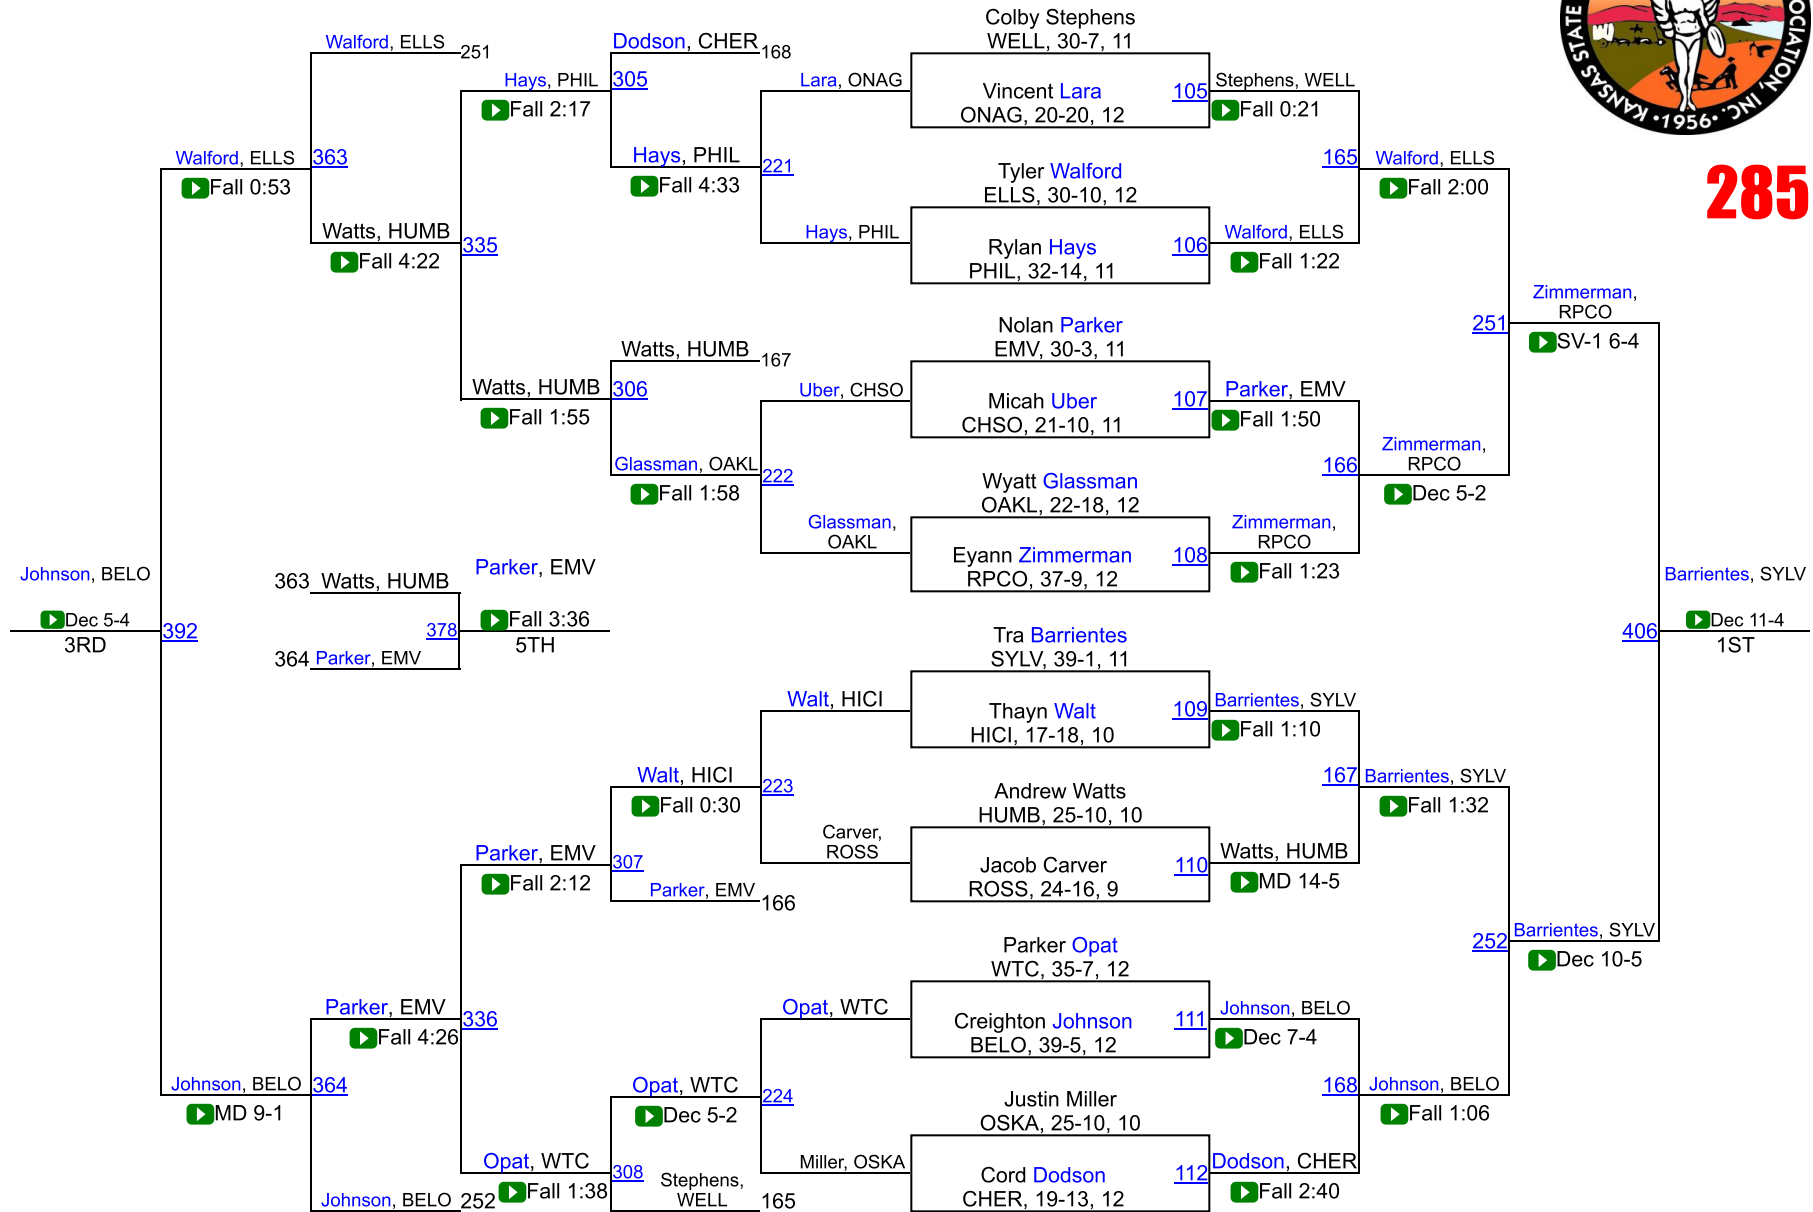 KANSAS STATE
OCIATION, INC.
•1956•
285
Walford, ELLS
251
363
Walford, ELLS
Fall 0:53
Watts, HUMB
Fall 4:22
335
Hays, PHIL
Fall 2:17
Dodson, CHER
168
305
Hays, PHIL
Fall 4:33
221
Lara, ONAG
Hays, PHIL
Colby Stephens
WELL, 30-7, 11
Vincent Lara
ONAG, 20-20, 12
105
Stephens, WELL
Fall 0:21
Tyler Walford
ELLS, 30-10, 12
Rylan Hays
PHIL, 32-14, 11
106
Walford, ELLS
Fall 1:22
165
Walford, ELLS
Fall 2:00
251
Zimmerman,
RPCO
SV-1 6-4
Watts, HUMB
Fall 1:55
Watts, HUMB
167
306
Glassman, OAKL
Fall 1:58
222
Uber, CHSO
Glassman,
OAKL
Nolan Parker
EMV, 30-3, 11
Micah Uber
CHSO, 21-10, 11
107
Parker, EMV
Fall 1:50
Wyatt Glassman
OAKL, 22-18, 12
Eyann Zimmerman
RPCO, 37-9, 12
108
Zimmerman,
RPCO
Fall 1:23
166
Zimmerman,
RPCO
Dec 5-2
Johnson, BELO
Dec 5-4
3RD
392
363 Watts, HUMB
364 Parker, EMV
378
Parker, EMV
Fall 3:36
5TH
Barrientes, SYLV
Dec 11-4
1ST
406
Tra Barrientes
SYLV, 39-1, 11
Thayn Walt
HICI, 17-18, 10
109
Barrientes, SYLV
Fall 1:10
Walt, HICI
Carver,
ROSS
223
Walt, HICI
Fall 0:30
Andrew Watts
HUMB, 25-10, 10
Jacob Carver
ROSS, 24-16, 9
110
Watts, HUMB
MD 14-5
167
Barrientes, SYLV
Fall 1:32
307
Parker, EMV
166
Parker, EMV
Fall 2:12
252
Barrientes, SYLV
Dec 10-5
Parker Opat
WTC, 35-7, 12
Creighton Johnson
BELO, 39-5, 12
111
Johnson, BELO
Dec 7-4
Opat, WTC
Miller, OSKA
224
Opat, WTC
Dec 5-2
Justin Miller
OSKA, 25-10, 10
Cord Dodson
CHER, 19-13, 12
112
Dodson, CHER
Fall 2:40
168
Johnson, BELO
Fall 1:06
Parker, EMV
Fall 4:26
336
Johnson, BELO
MD 9-1
364
Opat, WTC
Fall 1:38
308
Stephens,
WELL
165
Johnson, BELO
252